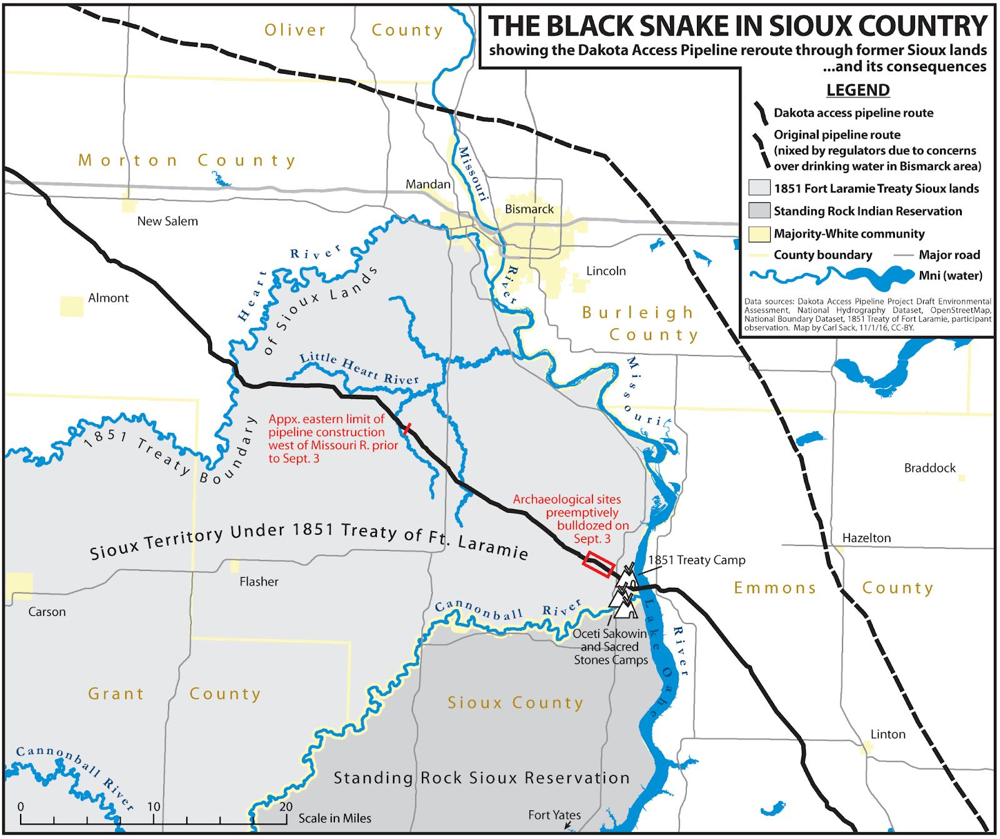 THE BLACK SNAKE IN SIOUX COUNTRY
showing the Dakota Access Pipeline reroute through former Sioux lands
...and its consequences
LEGEND
Dakota access pipeline route
Original pipeline route
(nixed by regulators due to concerns
over drinking water in Bismarck area)
1851 Fort Laramie Treaty Sioux lands
Standing Rock Indian Reservation
Majority-White community
County boundary
Major road
Mni (water)
Data sources: Dakota Access Pipeline Project Draft Environmental
Assessment, National Hydrography Dataset, OpenStreetMap,
National Boundary Dataset, 1851 Treaty of Fort Laramie, participant
observation. Map by Carl Sack, 11/1/16, CC-BY.
Oliver County
Morton County
Missouri
Mandan
Bismarck
New Salem
Heart River
River
Lincoln
of Sioux Lands
Almont
Burleigh
County
Little Heart River
Missouri
1851 Treaty Boundary
Appx. eastern limit of
pipeline construction
west of Missouri R. prior
to Sept. 3
Braddock
Archaeological sites
preemptively
bulldozed on
Sept. 3
Sioux Territory Under 1851 Treaty of Ft. Laramie
Hazelton
1851 Treaty Camp
Flasher
Emmons County
Carson
Cannonball River
Lake Oahe
River
Oceti Sakowin
and Sacred
Stones Camps
Grant County
Sioux County
Linton
Cannonball River
Standing Rock Sioux Reservation
Fort Yates
0 10 20
Scale in Miles